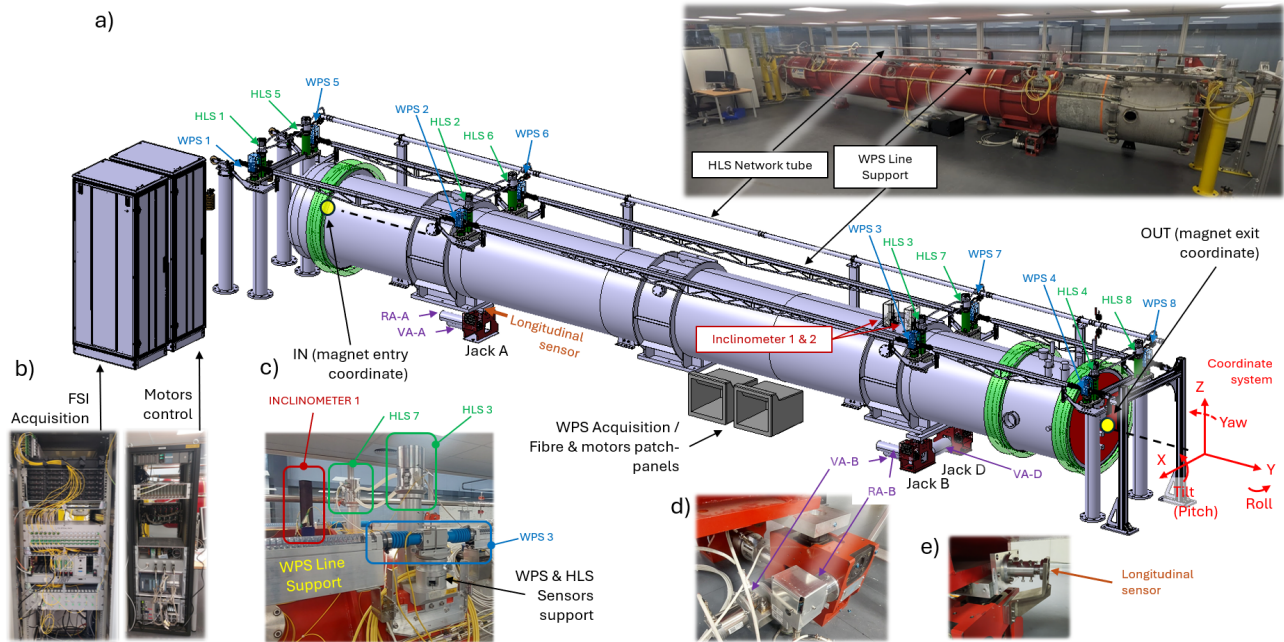 a)
WPS 5
HLS 5
HLS 1
WPS 1
WPS 2
HLS 2
HLS 6
WPS 6
HLS Network tube
WPS Line
Support
OUT (magnet exit
coordinate)
WPS 3
HLS 3
HLS 7
WPS 7
WPS 4
HLS 4
HLS 8
WPS 8
RA-A
VA-A
Longitudinal
sensor
Jack A
IN (magnet entry
coordinate)
Inclinometer 1 & 2
Coordinate
system
Z
Yaw
X
Y
Tilt
(Pitch)
Roll
WPS Acquisition /
Fibre & motors patch-
panels
Jack D
Jack B
VA-D
VA-B
RA-B
b)
FSI
Acquisition
Motors
control
c)
INCLINOMETER 1
HLS 7
HLS 3
WPS 3
WPS Line
Support
WPS & HLS
Sensors
support
d)
e)
Longitudinal
sensor